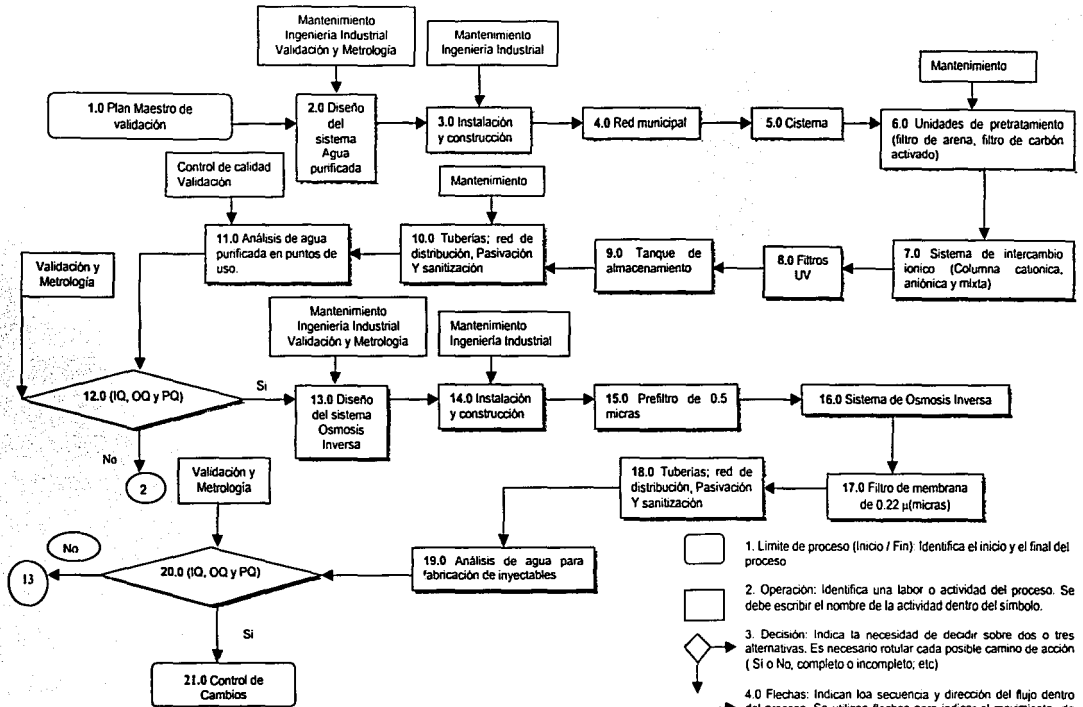 Mantenimiento
Ingeniería Industrial
Validación y Metrología
Mantenimiento
Ingeniería Industrial
Mantenimiento
1.0 Plan Maestro de
validación
2.0 Diseño
del
sistema
Agua
purificada
3.0 Instalación
y construcción
4.0 Red municipal
5.0 Cisterna
6.0 Unidades de pretratamiento
(filtro de arena, filtro de carbón
activado)
Control de calidad
Validación
Mantenimiento
11.0 Análisis de agua
purificada en puntos de
uso.
10.0 Tuberías; red de
distribución, Pasivación
Y sanitización
9.0 Tanque de
almacenamiento
8.0 Filtros
UV
7.0 Sistema de intercambio
ionico (Columna cationica,
aniónica y mixta)
Validación y
Metrología
Mantenimiento
Ingeniería Industrial
Validación y Metrología
Mantenimiento
Ingeniería Industrial
12.0 (IQ, OQ y PQ)
Si
13.0 Diseño
del sistema
Osmosis
Inversa
14.0 Instalación
y construcción
15.0 Prefiltro de 0.5
micras
16.0 Sistema de Osmosis Inversa
No
2
Validación y
Metrología
18.0 Tuberías; red de
distribución, Pasivación
Y sanitización
17.0 Filtro de membrana
de 0.22 µ(micras)
No
13
20.0 (IQ, OQ y PQ)
19.0 Análisis de agua para
fabricación de inyectables
Si
21.0 Control de
Cambios
1. Limite de proceso (Inicio / Fin): Identifica el inicio y el final del
proceso
2. Operación: Identifica una labor o actividad del proceso. Se
debe escribir el nombre de la actividad dentro del símbolo.
3. Decisión: Indica la necesidad de decidir sobre dos o tres
alternativas. Es necesario rotular cada posible camino de acción
( Si o No, completo o incompleto; etc)
4.0 Flechas: Indican loa secuencia y dirección del flujo dentro